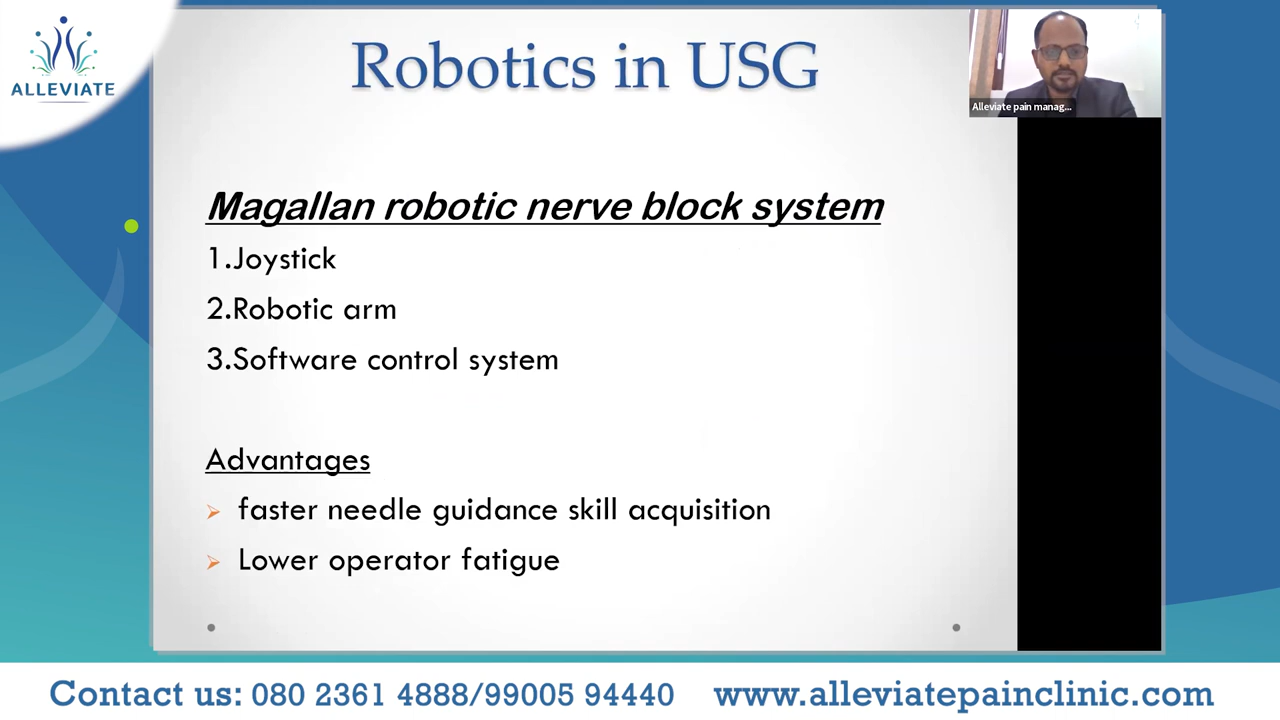 ALLEVIATE
Robotics in USG
Alleviate pain manag...
Magallan robotic nerve block system
1.Joystick
2.Robotic arm
3.Software control system
Advantages
faster needle guidance skill acquisition
Lower operator fatigue
Contact us: 080 2361 4888/99005 94440 www.alleviatepainclinic.com